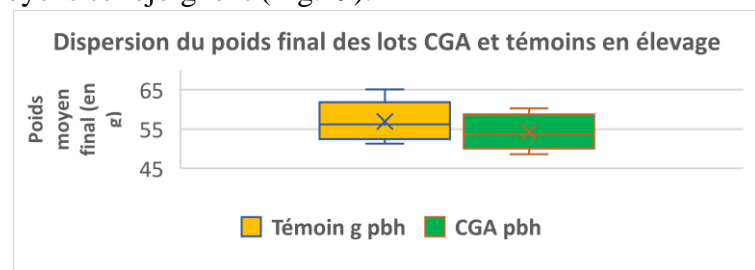 Dispersion du poids final des lots CGA et témoins en élevage
Poids
moyen
final (en
g)
65
55
45
Témoin g pbh
CGA pbh